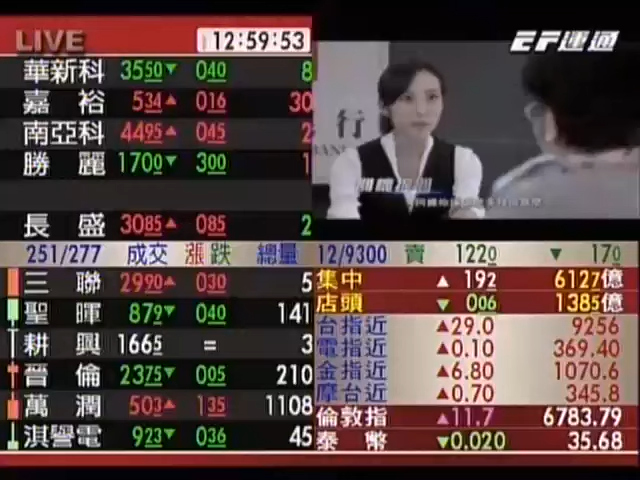 LIVE 12:59:53
EF運通
華新科 3550▼ 040 8
嘉裕 534▲ 016 30
南亞科 4495▲ 045 2
勝麗 1700▼ 300 1
長盛 3085▲ 085 2
行
251/277 成交 漲跌 總量
三聯 2990▲ 030 5
聖暉 879▼ 040 141
耕興 1665 = 3
晉倫 2375▼ 005 210
萬潤 503▲ 135 1108
淇譽電 923▼ 036 45
12/9300 賣 1220 ▼ 170
集中 ▲ 192 6127億
店頭 ▼ 006 1385億
台指近 ▲29.0 9256
電指近 ▲0.10 369.40
金指近 ▲6.80 1070.6
摩台近 ▲0.70 345.8
倫敦指 ▲11.7 6783.79
泰幣 ▼0.020 35.68